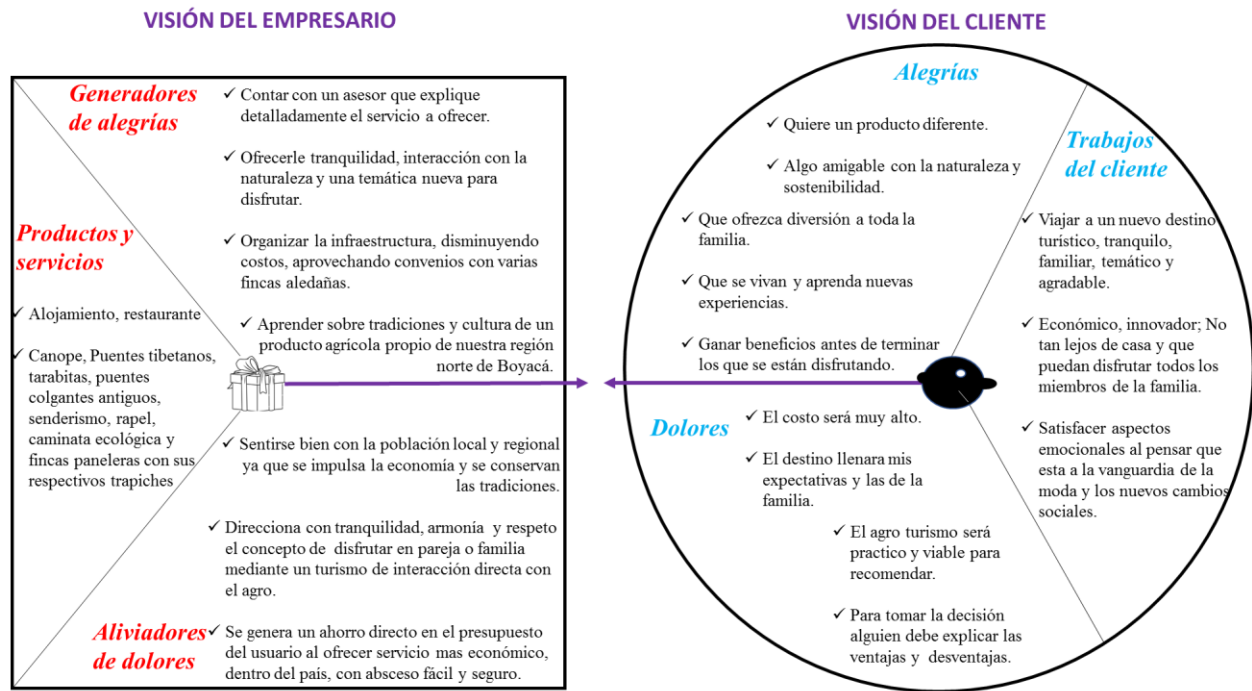 VISIÓN DEL EMPRESARIO
Generadores
de alegrías
✓ Contar con un asesor que explique
detalladamente el servicio a ofrecer.
✓ Ofrecerle tranquilidad, interacción con la
naturaleza y una temática nueva para
disfrutar.
✓ Organizar la infraestructura, disminuyendo
costos, aprovechando convenios con varias
fincas aledañas.
✓ Aprender sobre tradiciones y cultura de un
producto agrícola propio de nuestra región
norte de Boyacá.
Productos y
servicios
✓ Alojamiento, restaurante
✓ Canope, Puentes tibetanos,
tarabitas, puentes
colgantes antiguos,
senderismo, rapel,
caminata ecológica y
fincas paneleras con sus
respectivos trapiches
✓ Sentirse bien con la población local y regional
ya que se impulsa la economía y se conservan
las tradiciones.
✓ Direcciona con tranquilidad, armonía y respeto
el concepto de disfrutar en pareja o familia
mediante un turismo de interacción directa con
el agro.
Aliviadores
de dolores
✓ Se genera un ahorro directo en el presupuesto
del usuario al ofrecer servicio mas económico,
dentro del país, con absceso fácil y seguro.
VISIÓN DEL CLIENTE
Alegrías
✓ Quiere un producto diferente.
✓ Algo amigable con la naturaleza y
sostenibilidad.
✓ Que ofrezca diversión a toda la
familia.
✓ Que se vivan y aprenda nuevas
experiencias.
✓ Ganar beneficios antes de terminar
los que se están disfrutando.
Trabajos
del cliente
✓ Viajar a un nuevo destino
turístico, tranquilo,
familiar, temático y
agradable.
✓ Económico, innovador; No
tan lejos de casa y que
puedan disfrutar todos los
miembros de la familia.
✓ Satisfacer aspectos
emocionales al pensar que
esta a la vanguardia de la
moda y los nuevos cambios
sociales.
Dolores
✓ El costo será muy alto.
✓ El destino llenara mis
expectativas y las de la
familia.
✓ El agro turismo será
practico y viable para
recomendar.
✓ Para tomar la decisión
alguien debe explicar las
ventajas y desventajas.